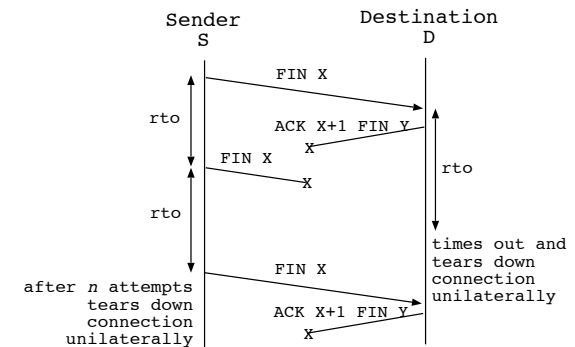 Sender
S
Destination
D
FIN X
rto
ACK X+1 FIN Y
X
FIN X
X
rto
rto
times out and
tears down
connection
unilaterally
FIN X
after n attempts
tears down
connection
unilaterally
ACK X+1 FIN Y
X